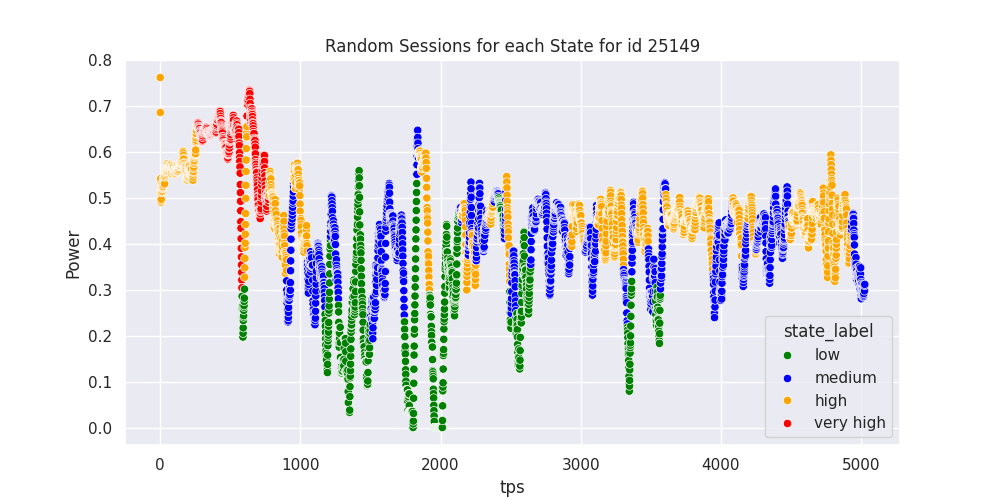 Random Sessions for each State for id 25149
0.8
0.7
0.6
0.5
0.4
0.3
0.2
0.1
0.0
Power
0
1000
2000
3000
4000
5000
tps
state_label
low
medium
high
very high